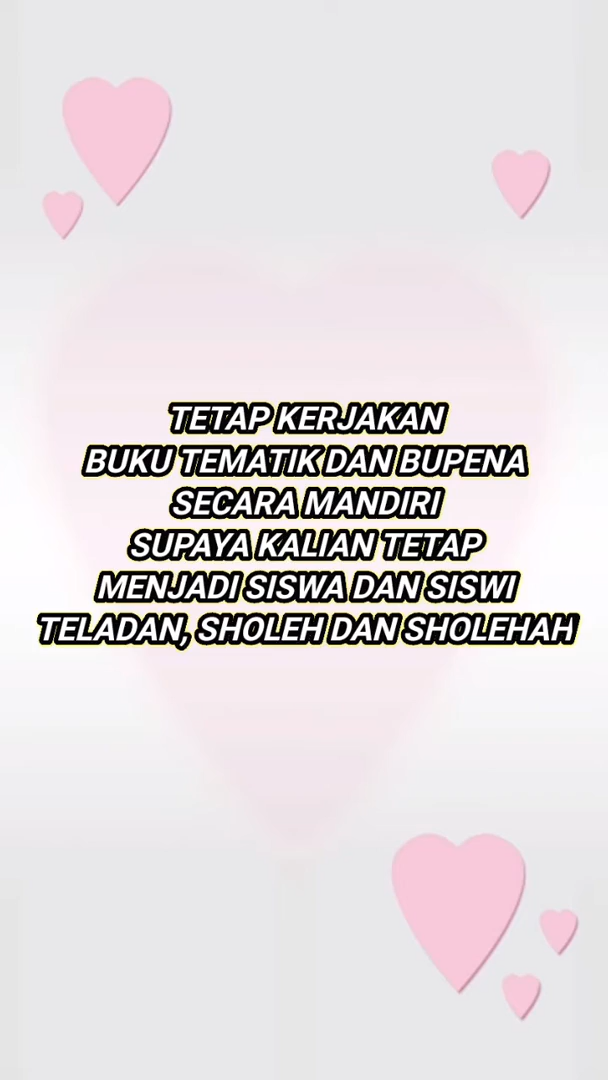 TETAP KERJAKAN
BUKU TEMATIK DAN BUPENA
SECARA MANDIRI
SUPAYA KALIAN TETAP
MENJADI SISWA DAN SISWI
TELADAN, SHOLEH DAN SHOLEHAH